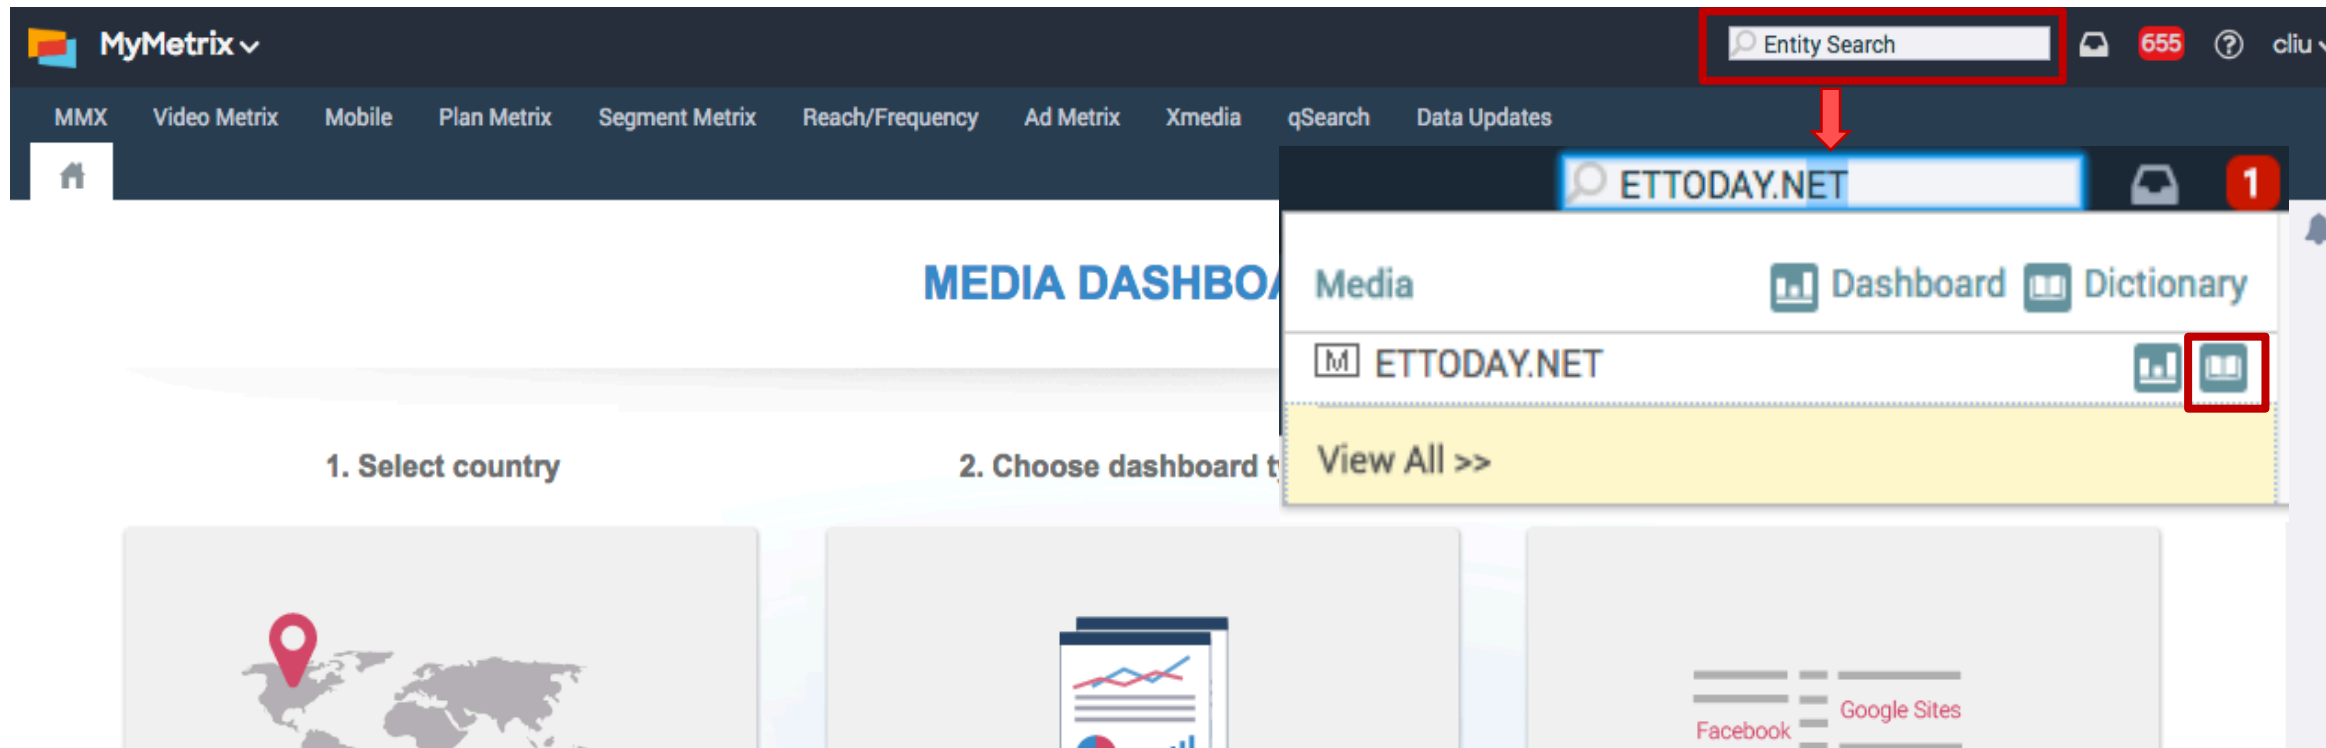 MyMetrix
Entity Search
655
cliu
MMX Video Metrix Mobile Plan Metrix Segment Metrix Reach/Frequency Ad Metrix Xmedia qSearch Data Updates
ETTODAY.NET
1
MEDIA DASHBO
Media Dashboard Dictionary
M ETTODAY.NET
View All >>
1. Select country
2. Choose dashboard t
Google Sites
Facebook